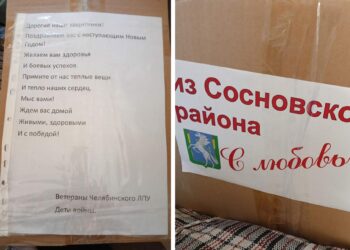 Дорогие наши защитники!
Поздравляем вас с наступающим Новым
Годом!
Желаем вам здоровья
И боевых успехов.
Примите от нас теплые вещи
И тепло наших сердец.
Мы с вами!
Ждем вас домой
Живыми, здоровыми
И с победой!
Ветераны Челябинского ЛПУ
Дети войны.
из Сосновско
района
С любовь